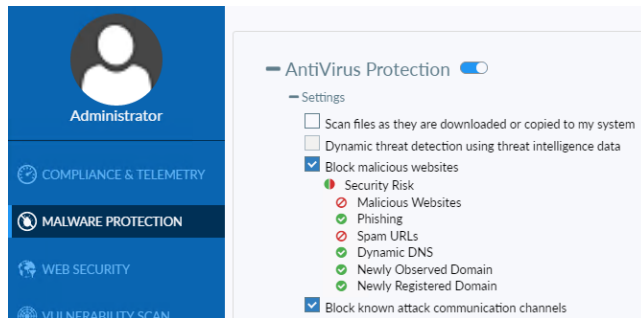 Administrator
COMPLIANCE & TELEMETRY
MALWARE PROTECTION
WEB SECURITY
VULNERABILITY SCAN
AntiVirus Protection
Settings
Scan files as they are downloaded or copied to my system
Dynamic threat detection using threat intelligence data
Block malicious websites
Security Risk
Malicious Websites
Phishing
Spam URLs
Dynamic DNS
Newly Observed Domain
Newly Registered Domain
Block known attack communication channels